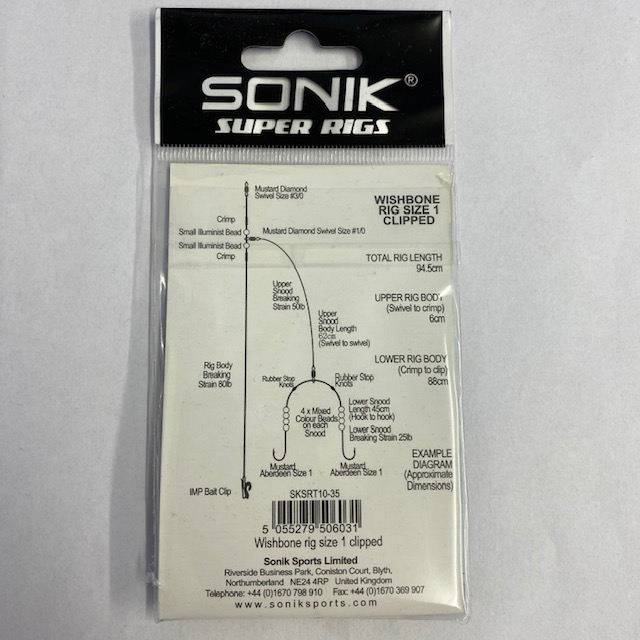 SONIK®
SUPER RIGS
WISHBONE
RIG SIZE 1
CLIPPED
TOTAL RIG LENGTH
94.5cm
UPPER RIG BODY
(Swivel to crimp)
6cm
LOWER RIG BODY
(Crimp to clip)
88cm
EXAMPLE
DIAGRAM
(Approximate
Dimensions)
Mustard Diamond
Swivel Size #3/0
Crimp
Small Illuminist Bead
Mustard Diamond Swivel Size #1/0
Small Illuminist Bead
Crimp
Upper
Snood
Breaking
Strain 50lb
Upper
Snood
Body Length
62cm
(Swivel to swivel)
Rig Body
Breaking
Strain 80lb
Rubber Stop
Knots
Rubber Stop
Knots
4 x Mixed
Colour Beads
on each
Snood
Lower Snood
Length 45cm
(Hook to hook)
Lower Snood
Breaking Strain 25lb
Mustard
Aberdeen Size 1
Mustard
Aberdeen Size 1
IMP Bait Clip
SKSRT10-35
5 055279 506031
Wishbone rig size 1 clipped
Sonik Sports Limited
Riverside Business Park, Coniston Court, Blyth,
Northumberland NE24 4RP United Kingdom
Telephone: +44 (0)1670 798 910 Fax: +44 (0)1670 369 907
www.soniksports.com